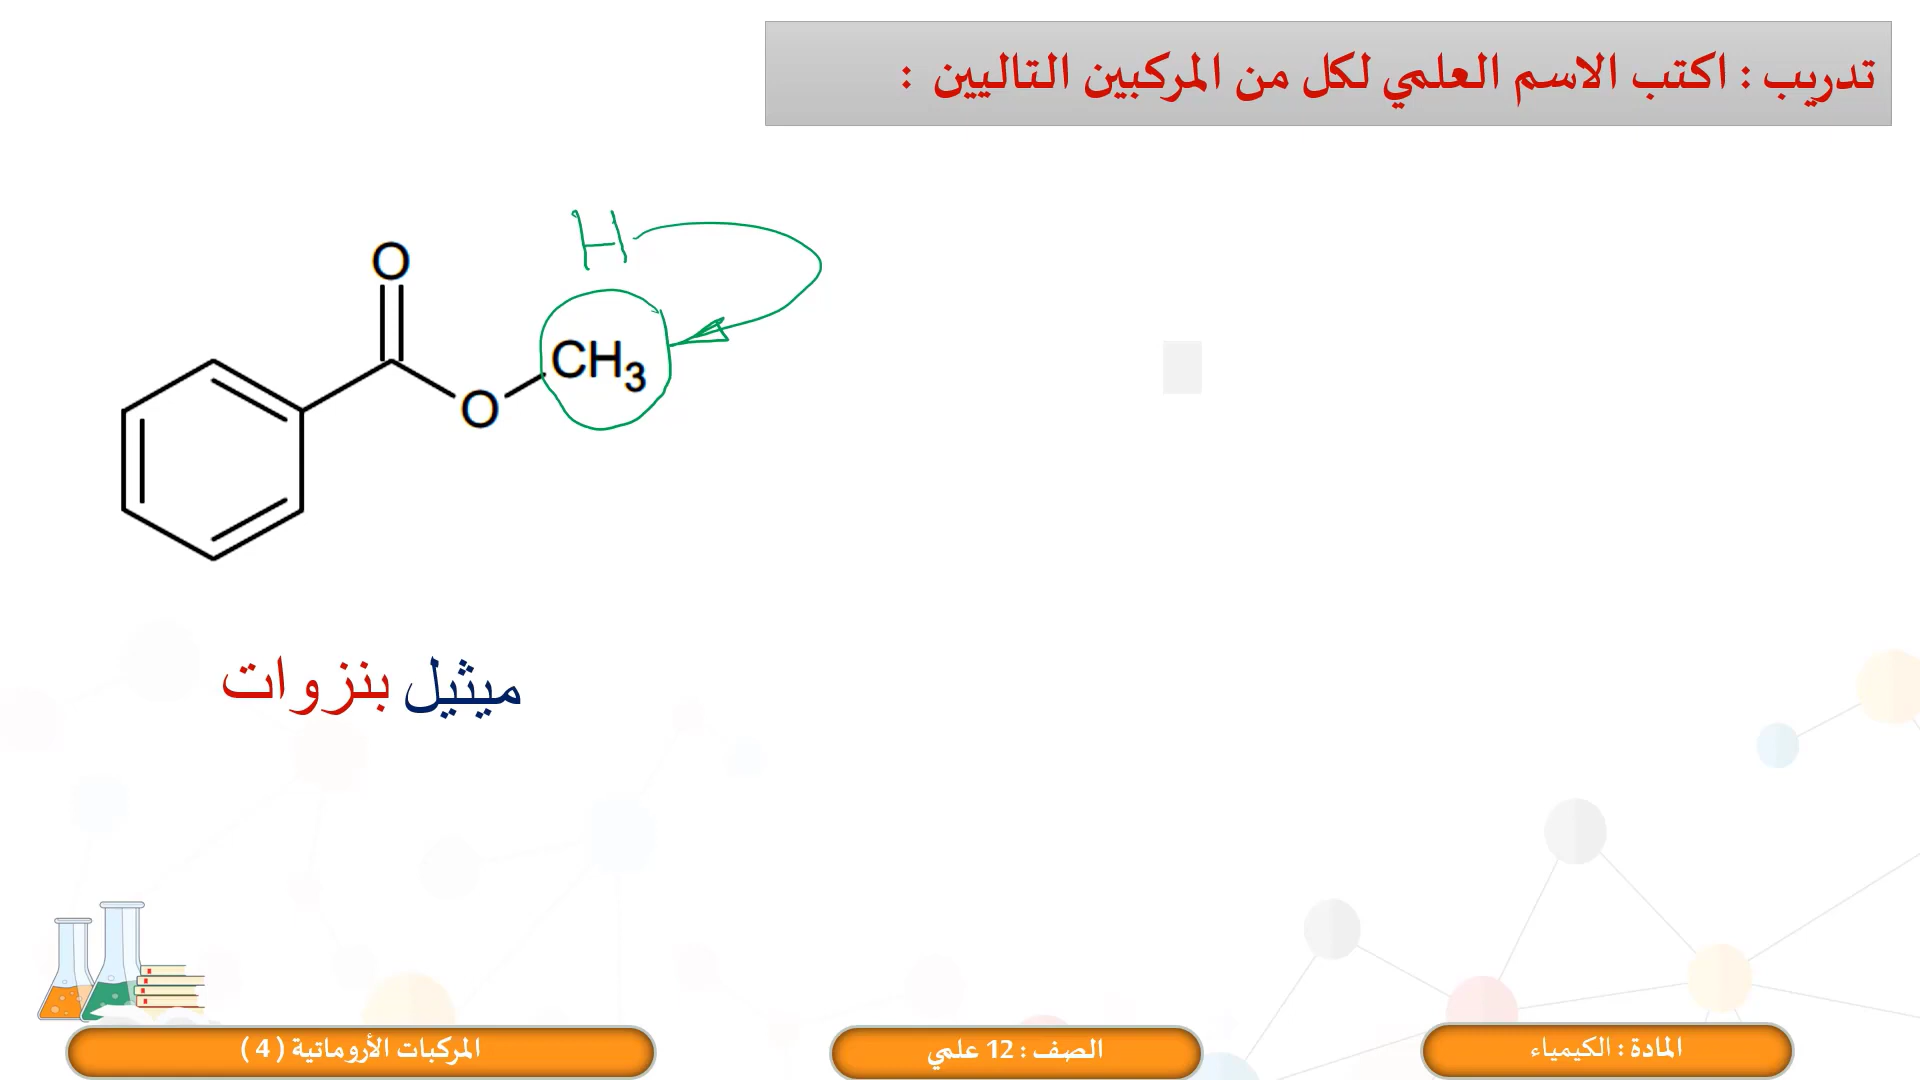 تدريب : اكتب الاسم العلمي لكل من المركبين التاليين :
H
O
CH3
O
ميثيل بنزوات
المادة : الكيمياء
الصف : 12 علمي
المركبات الأروماتية ( 4 )